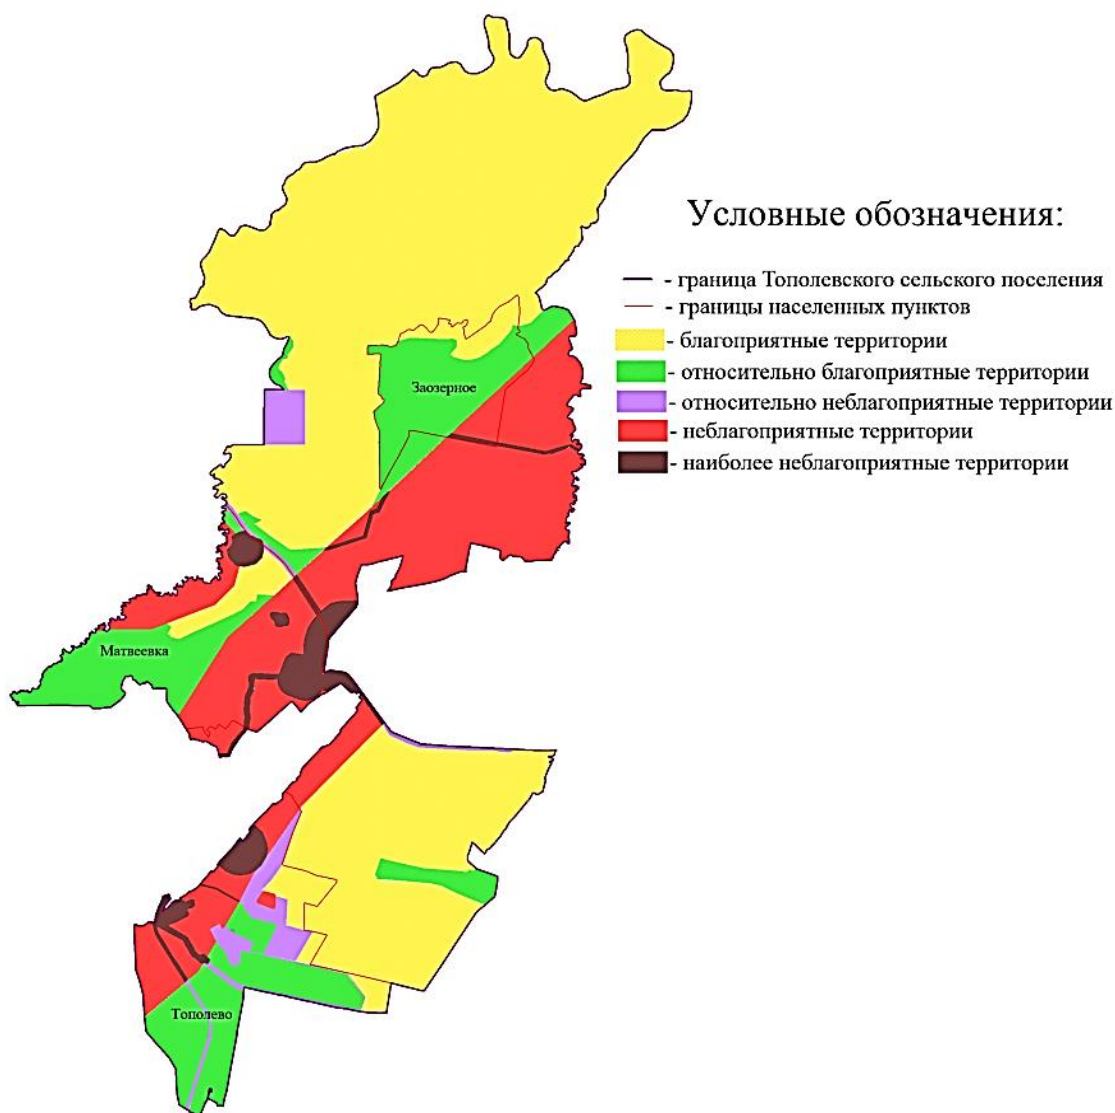 Условные обозначения:
- граница Тополевского сельского поселения
- границы населенных пунктов
- благоприятные территории
- относительно благоприятные территории
- относительно неблагоприятные территории
- неблагоприятные территории
- наиболее неблагоприятные территории
Заозерное
Матвеевка
Тополево